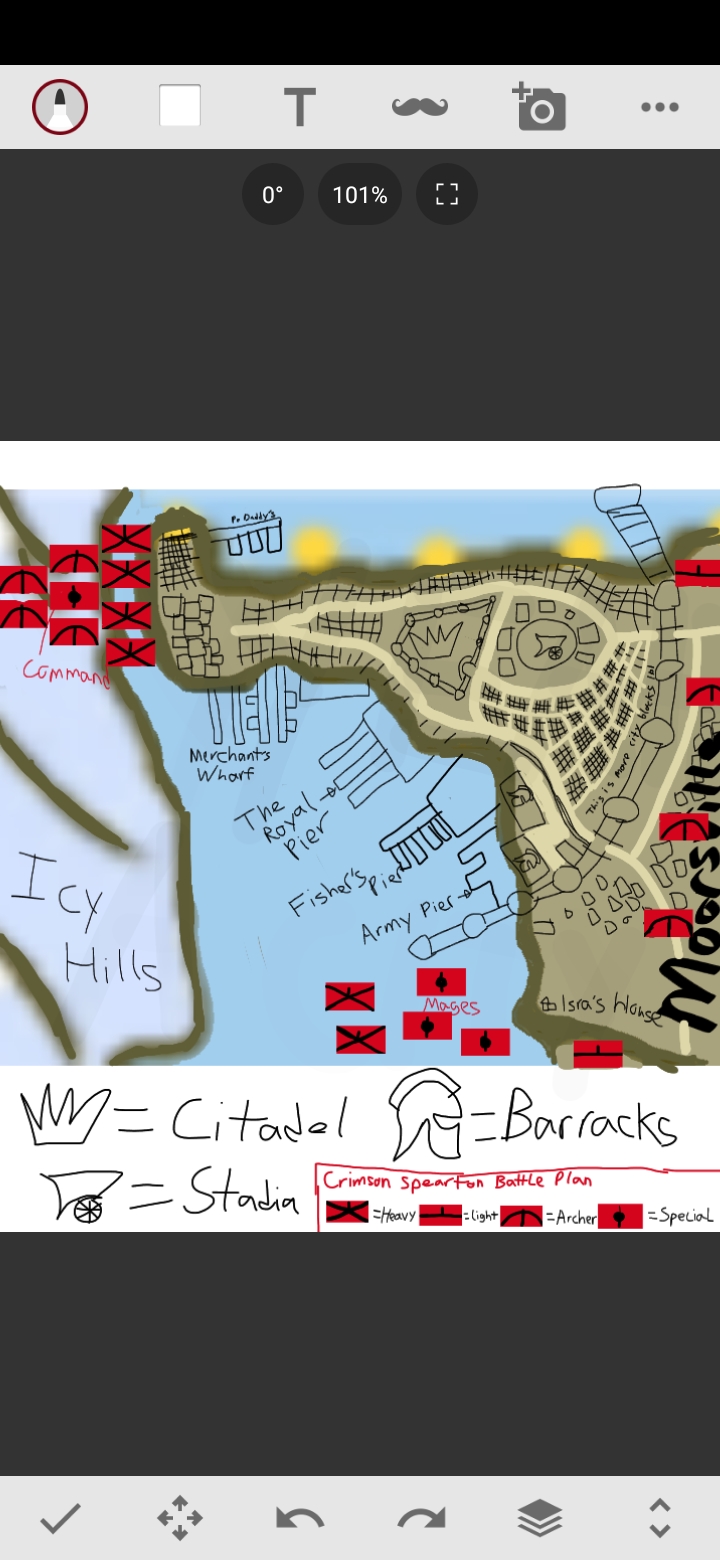 T
0°
101%
Po Daddy's
Command
Merchant's
Wharf
The
Royal
Pier
This is more city blocks lol
Fisher's Pier
Army Pier
Icy
Hills
Mages
Isra's House
= Citadel
= Barracks
= Stadia
Crimson Spearton Battle Plan
=Heavy =light =Archer =Special